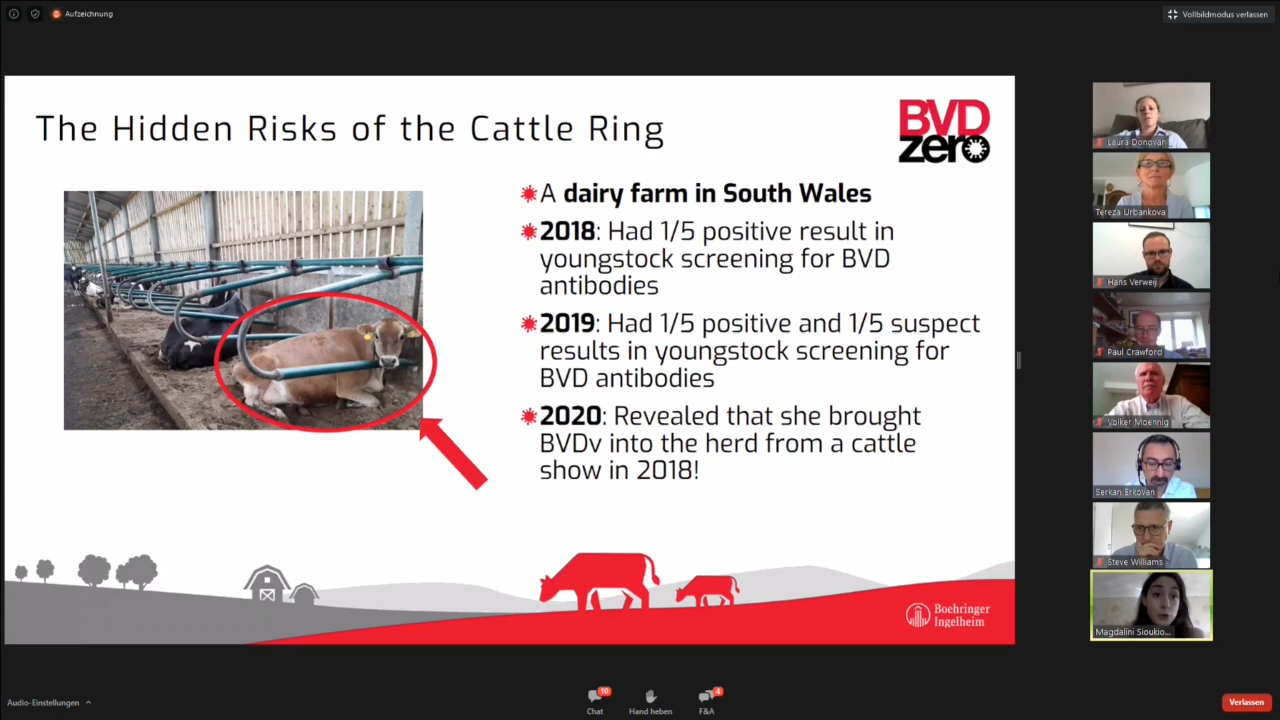 Aufzeichnung
Vollbildmodus verlassen
The Hidden Risks of the Cattle Ring
BVD
zero
A dairy farm in South Wales
2018: Had 1/5 positive result in
youngstock screening for BVD
antibodies
2019: Had 1/5 positive and 1/5 suspect
results in youngstock screening for
BVD antibodies
2020: Revealed that she brought
BVDv into the herd from a cattle
show in 2018!
Boehringer
Ingelheim
Laura Donovan
Tereza Urbankova
Hans Verweij
Paul Crawford
Volker Moennig
Serkan Erkovan
Steve Williams
Magdalini Sioukio...
Audio-Einstellungen
10
Chat
Hand heben
4
F&A
Verlassen